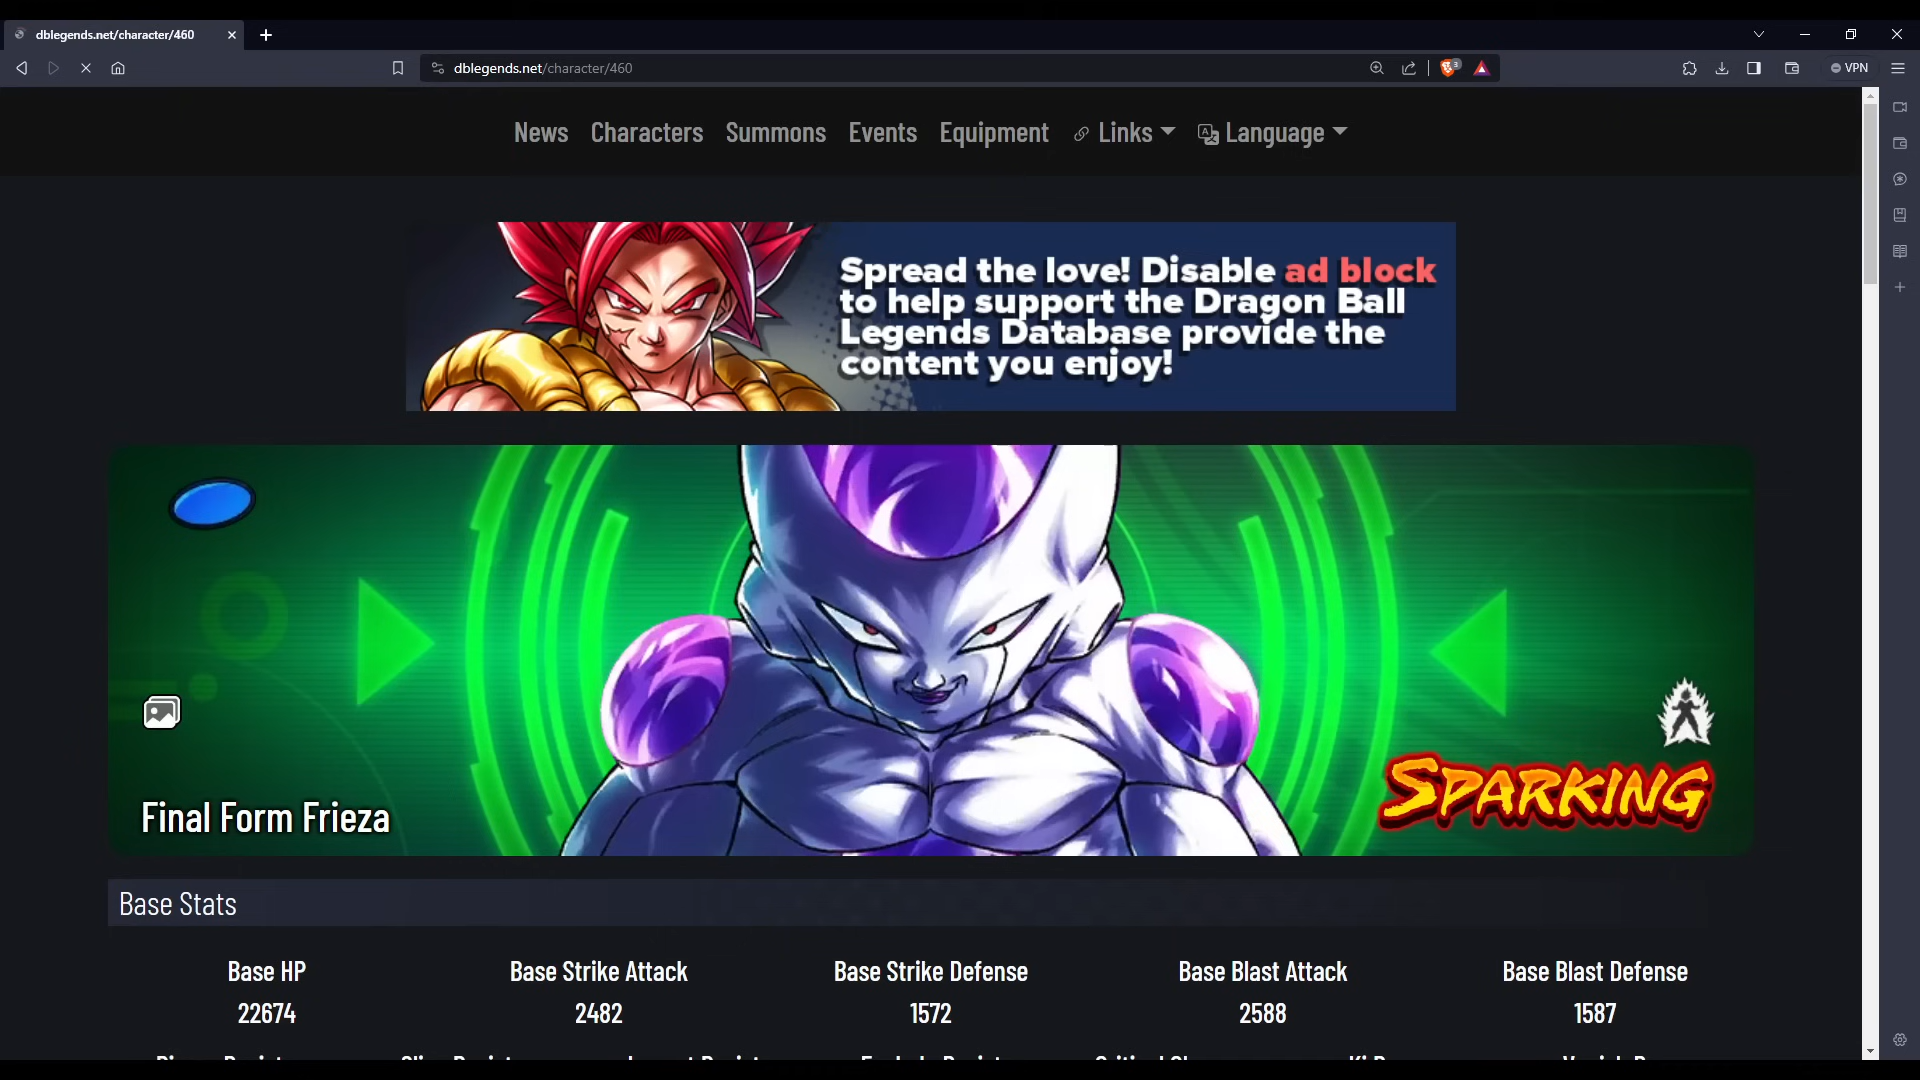 dblegends.net/character/460
dblegends.net/character/460
3
VPN
News Characters Summons Events Equipment Links Language
Spread the love! Disable ad block
to help support the Dragon Ball
Legends Database provide the
content you enjoy!
SPARKING
Final Form Frieza
Base Stats
Base HP Base Strike Attack Base Strike Defense Base Blast Attack Base Blast Defense
22674 2482 1572 2588 1587